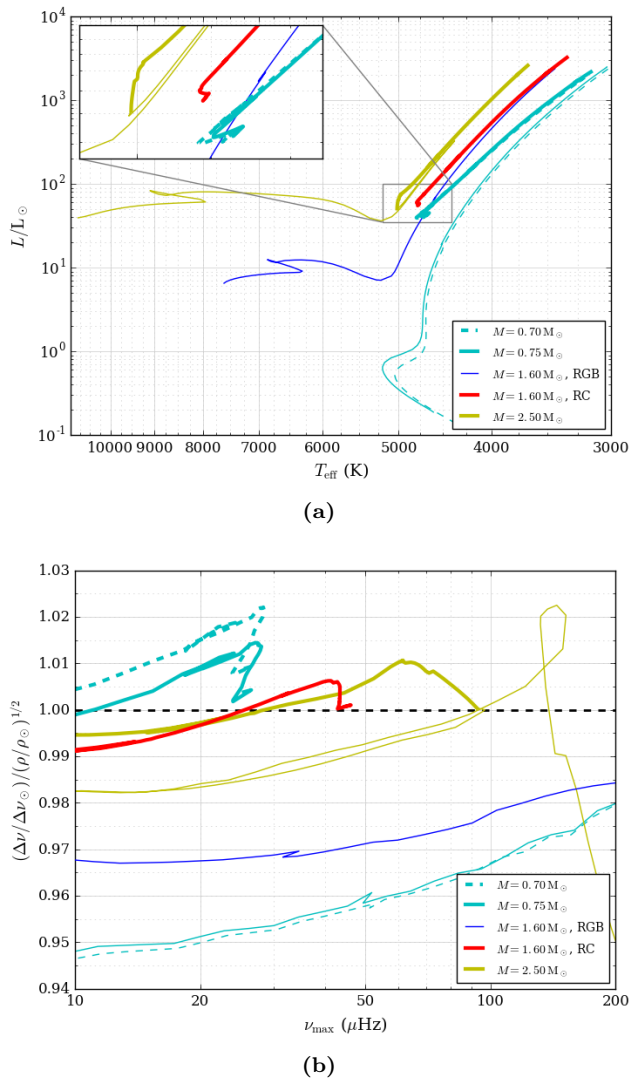 10^4
10^3
10^2
10^1
10^0
10^-1
L/L⊙
10000 9000 8000 7000 6000 5000 4000 3000
T_eff (K)
M = 0.70 M⊙
M = 0.75 M⊙
M = 1.60 M⊙, RGB
M = 1.60 M⊙, RC
M = 2.50 M⊙
(a)
1.03
1.02
1.01
1.00
0.99
0.98
0.97
0.96
0.95
0.94
(Δν/Δν⊙)/(ρ/ρ⊙)^1/2
10 20 50 100 200
ν_max (μHz)
M = 0.70 M⊙
M = 0.75 M⊙
M = 1.60 M⊙, RGB
M = 1.60 M⊙, RC
M = 2.50 M⊙
(b)